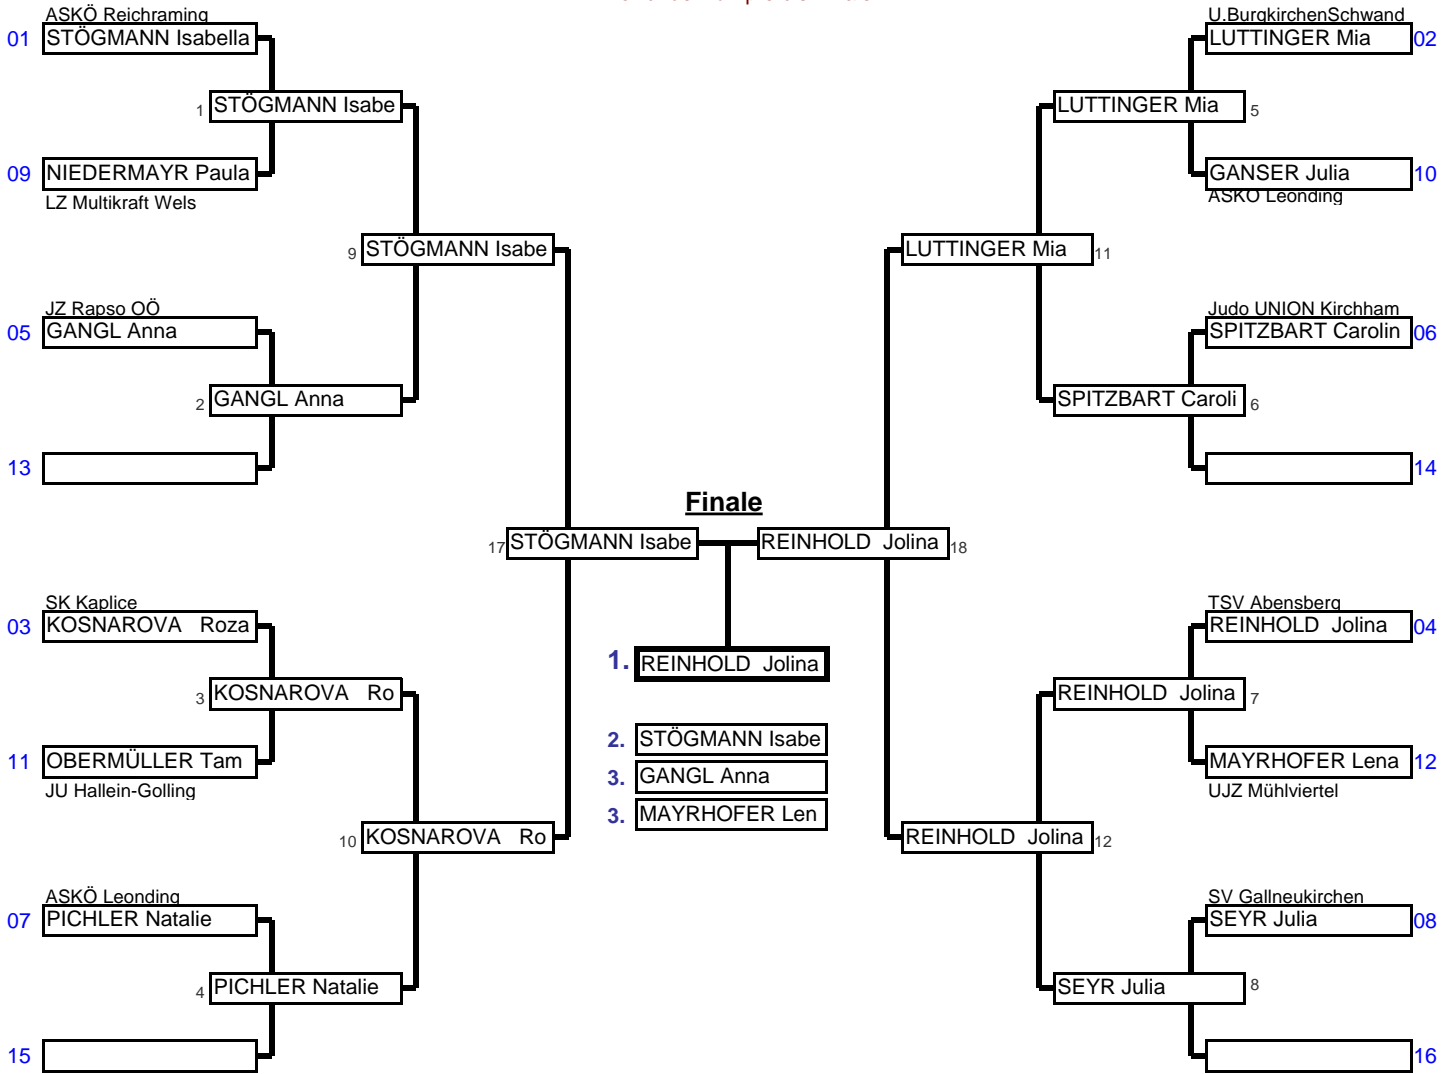 ASKÖ Reichraming
01 STÖGMANN Isabella
1 STÖGMANN Isabe
09 NIEDERMAYR Paula
LZ Multikraft Wels
9 STÖGMANN Isabe
JZ Rapso OÖ
05 GANGL Anna
2 GANGL Anna
13
17 STÖGMANN Isabe
SK Kaplice
03 KOSNAROVA Roza
3 KOSNAROVA Ro
11 OBERMÜLLER Tam
JU Hallein-Golling
10 KOSNAROVA Ro
ASKÖ Leonding
07 PICHLER Natalie
4 PICHLER Natalie
15
Finale
1. REINHOLD Jolina
2. STÖGMANN Isabe
3. GANGL Anna
3. MAYRHOFER Len
U.BurgkirchenSchwand
LUTTINGER Mia 02
LUTTINGER Mia 5
GANSER Julia 10
ASKÖ Leonding
LUTTINGER Mia 11
Judo UNION Kirchham
SPITZBART Carolin 06
SPITZBART Caroli 6
14
REINHOLD Jolina 18
TSV Abensberg
REINHOLD Jolina 04
REINHOLD Jolina 7
MAYRHOFER Lena 12
UJZ Mühlviertel
REINHOLD Jolina 12
SV Gallneukirchen
SEYR Julia 08
SEYR Julia 8
16